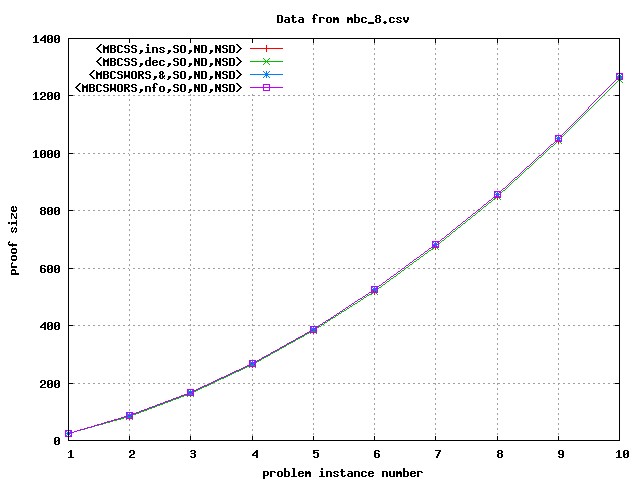 Data from mbc_8.csv
<MBCSS,ins,SO,ND,NSD>
<MBCSS,dec,SO,ND,NSD>
<MBCSWORS,&,SO,ND,NSD>
<MBCSWORS,nfo,SO,ND,NSD>
1400
1200
1000
800
600
400
200
0
proof size
1 2 3 4 5 6 7 8 9 10
problem instance number